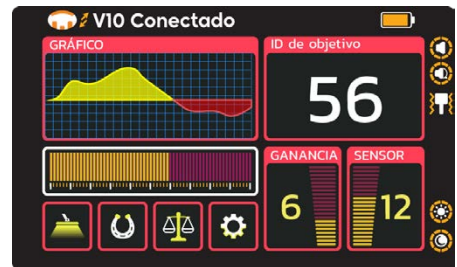 V10 Conectado
GRÁFICO
ID de objetivo
56
GANANCIA
SENSOR
6
12